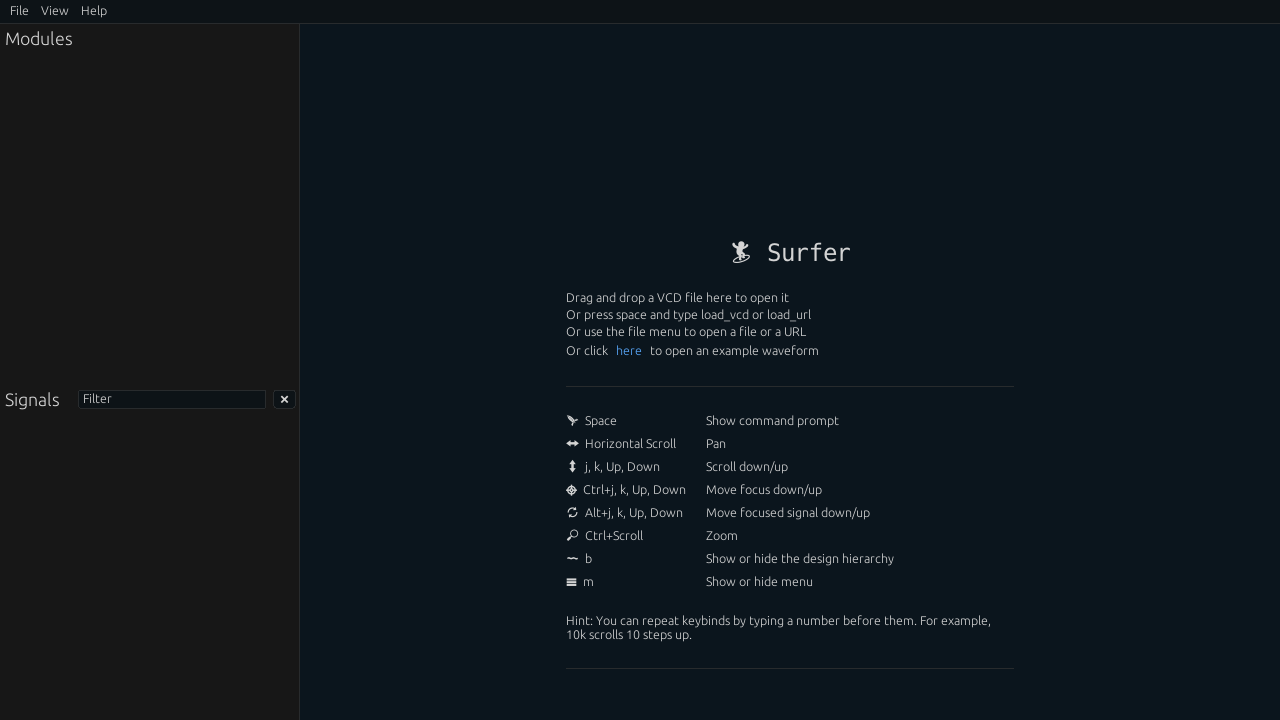 File View Help
Modules
Surfer
Drag and drop a VCD file here to open it
Or press space and type load_vcd or load_url
Or use the file menu to open a file or a URL
Or click here to open an example waveform
Signals Filter
Space Show command prompt
Horizontal Scroll Pan
j, k, Up, Down Scroll down/up
Ctrl+j, k, Up, Down Move focus down/up
Alt+j, k, Up, Down Move focused signal down/up
Ctrl+Scroll Zoom
b Show or hide the design hierarchy
m Show or hide menu
Hint: You can repeat keybinds by typing a number before them. For example,
10k scrolls 10 steps up.